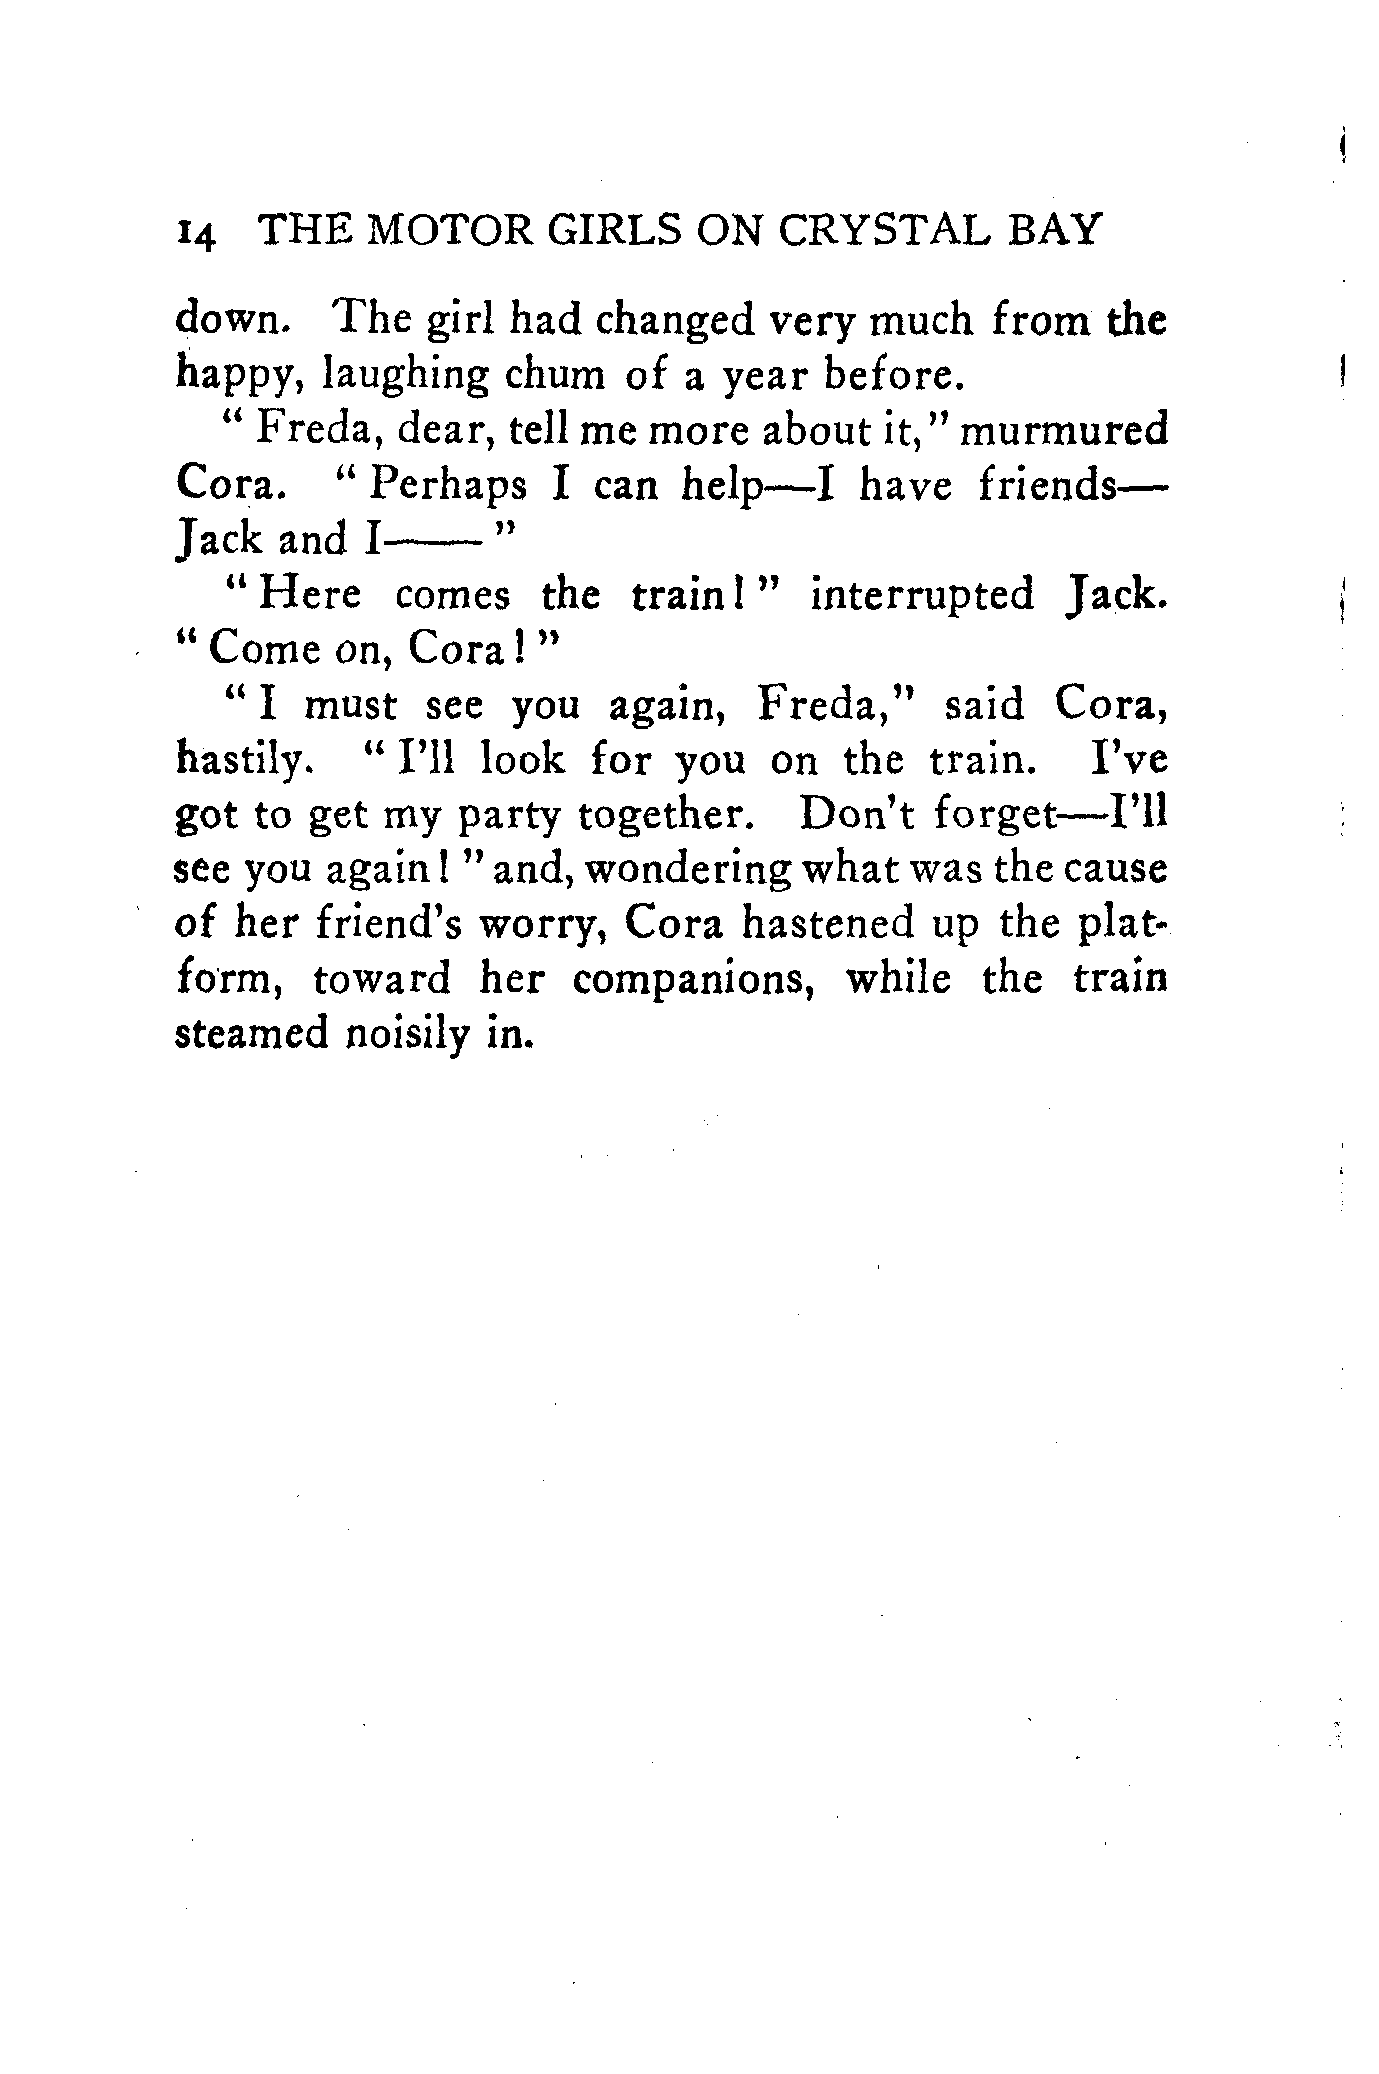 14 THE MOTOR GIRLS ON CRYSTAL BAY
down. The girl had changed very much from the
happy, laughing chum of a year before.
“ Freda, dear, tell me more about it,” murmured
Cora. “ Perhaps I can help—I have friends—
Jack and I—— ”
“ Here comes the train! ” interrupted Jack.
“ Come on, Cora! ”
“ I must see you again, Freda,” said Cora,
hastily. “ I’ll look for you on the train. I’ve
got to get my party together. Don’t forget—I’ll
see you again! ” and, wondering what was the cause
of her friend’s worry, Cora hastened up the plat-
form, toward her companions, while the train
steamed noisily in.